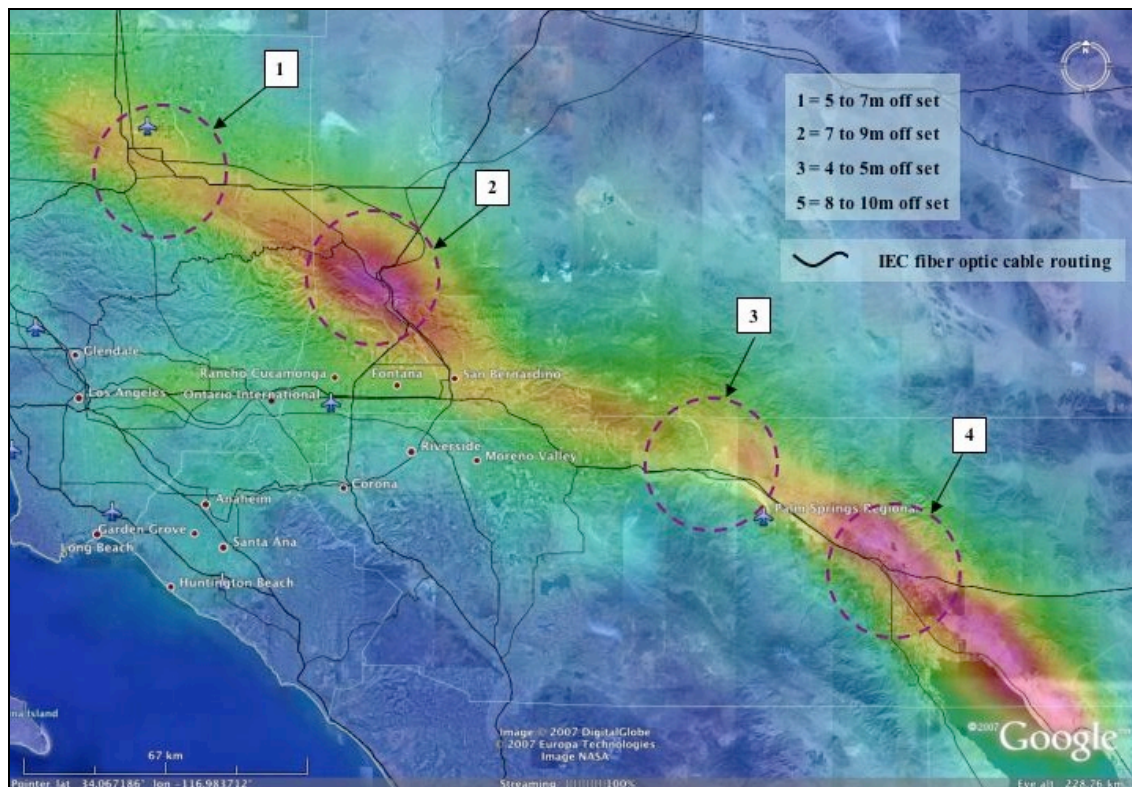 1
1 = 5 to 7m off set
2 = 7 to 9m off set
3 = 4 to 5m off set
5 = 8 to 10m off set
IEC fiber optic cable routing
2
3
4
N
Glendale
Los Angeles
Rancho Cucamonga
Fontana
San Bernardino
Ontario International
Riverside
Moreno Valley
Corona
Anaheim
Garden Grove
Long Beach
Santa Ana
Huntington Beach
Palm Springs Regional
na Island
67 km
Image © 2007 DigitalGlobe
© 2007 Europa Technologies
Image NASA
©2007 Google™
Pointer lat 34.067186° lon -116.983712°
Streaming ||||||||| 100%
Eye alt 228.76 km